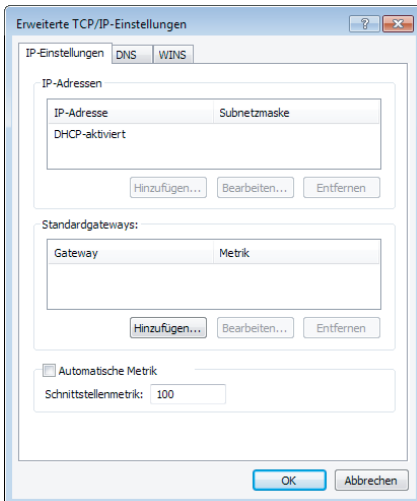 Erweiterte TCP/IP-Einstellungen
IP-Einstellungen DNS WINS
IP-Adressen
IP-Adresse Subnetzmaske
DHCP-aktiviert
Hinzufügen... Bearbeiten... Entfernen
Standardgateways:
Gateway Metrik
Hinzufügen... Bearbeiten... Entfernen
Automatische Metrik
Schnittstellenmetrik: 100
OK Abbrechen